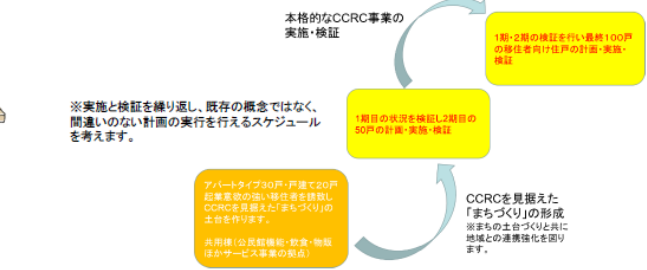 本格的なCCRC事業の
実施・検証
1期・2期の検証を行い最終100戸
の移住者向け住戸の計画・実施・
検証
※実施と検証を繰り返し、既存の概念ではなく、
間違いのない計画の実行を行えるスケジュール
を考えます。
1期目の状況を検証し2期目の
50戸の計画・実施・検証
アパートタイプ30戸・戸建て20戸
起業意欲の強い移住者を誘致し
CCRCを見据えた「まちづくり」の
土台を作ります。
共用棟(公民館機能・飲食・物販
ほかサービス事業の拠点)
CCRCを見据えた
「まちづくり」の形成
※まちの土台づくりと共に
地域との連携強化を図り
ます。